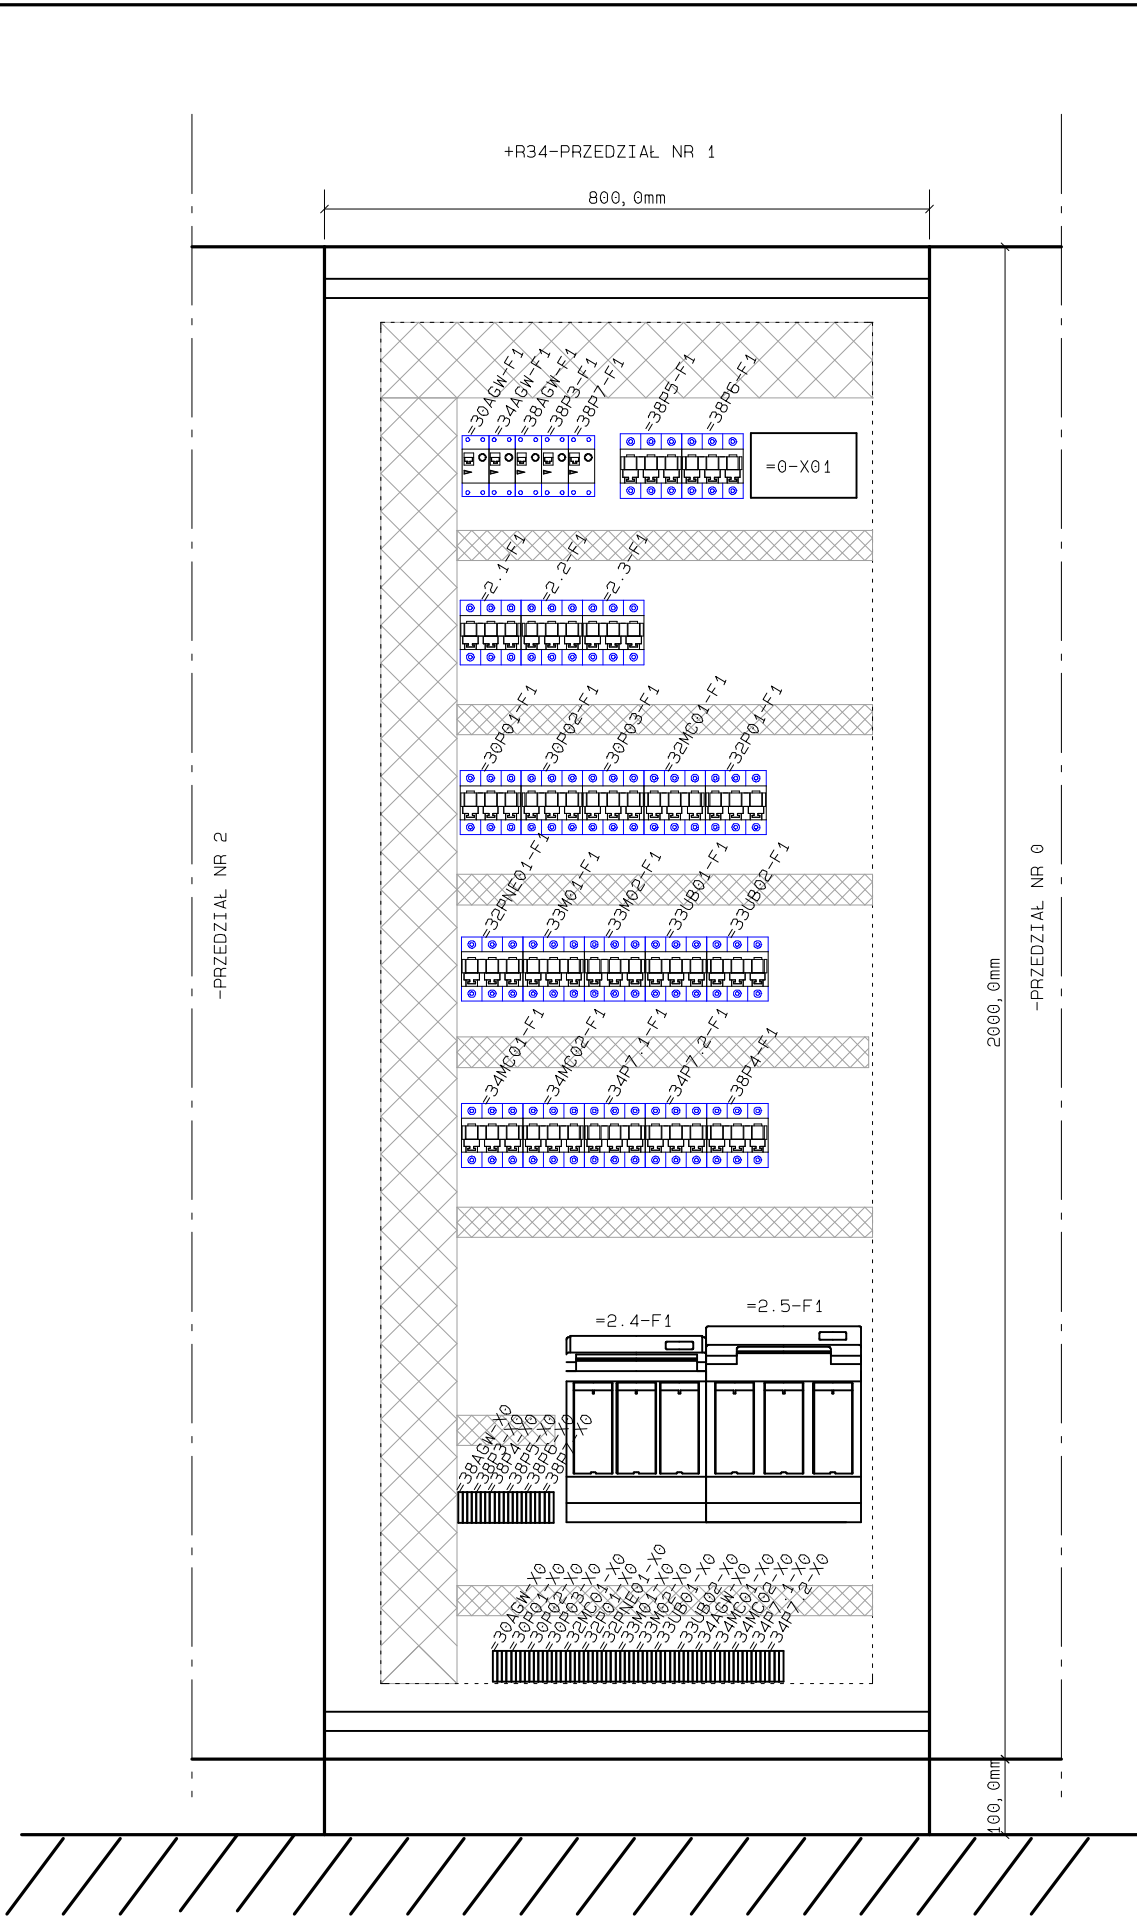 +R34-PRZEDZIAŁ NR 1
800,0mm
=30AGW-F1
=34AGW-F1
=38AGW-F1
=38P3-F1
=38P7-F1
=38P5-F1
=38P6-F1
=0-X01
=2.1-F1
=2.2-F1
=2.3-F1
=30P01-F1
=30P02-F1
=30P03-F1
=32MC01-F1
=32P01-F1
-PRZEDZIAŁ NR 2
-PRZEDZIAŁ NR 0
2000,0mm
=32PNE01-F1
=33M01-F1
=33M02-F1
=33UB01-F1
=33UB02-F1
=34MC01-F1
=34MC02-F1
=34P7.1-F1
=34P7.2-F1
=38P4-F1
=2.4-F1
=2.5-F1
=38AGW-X0
=38P3-X0
=38P4-X0
=38P5-X0
=38P6-X0
=38P7-X0
=30AGW-X0
=30P01-X0
=30P02-X0
=30P03-X0
=32MC01-X0
=32P01-X0
=32PNE01-X0
=33M01-X0
=33M02-X0
=33UB01-X0
=33UB02-X0
=34AGW-X0
=34MC01-X0
=34MC02-X0
=34P7.1-X0
=34P7.2-X0
100,0mm